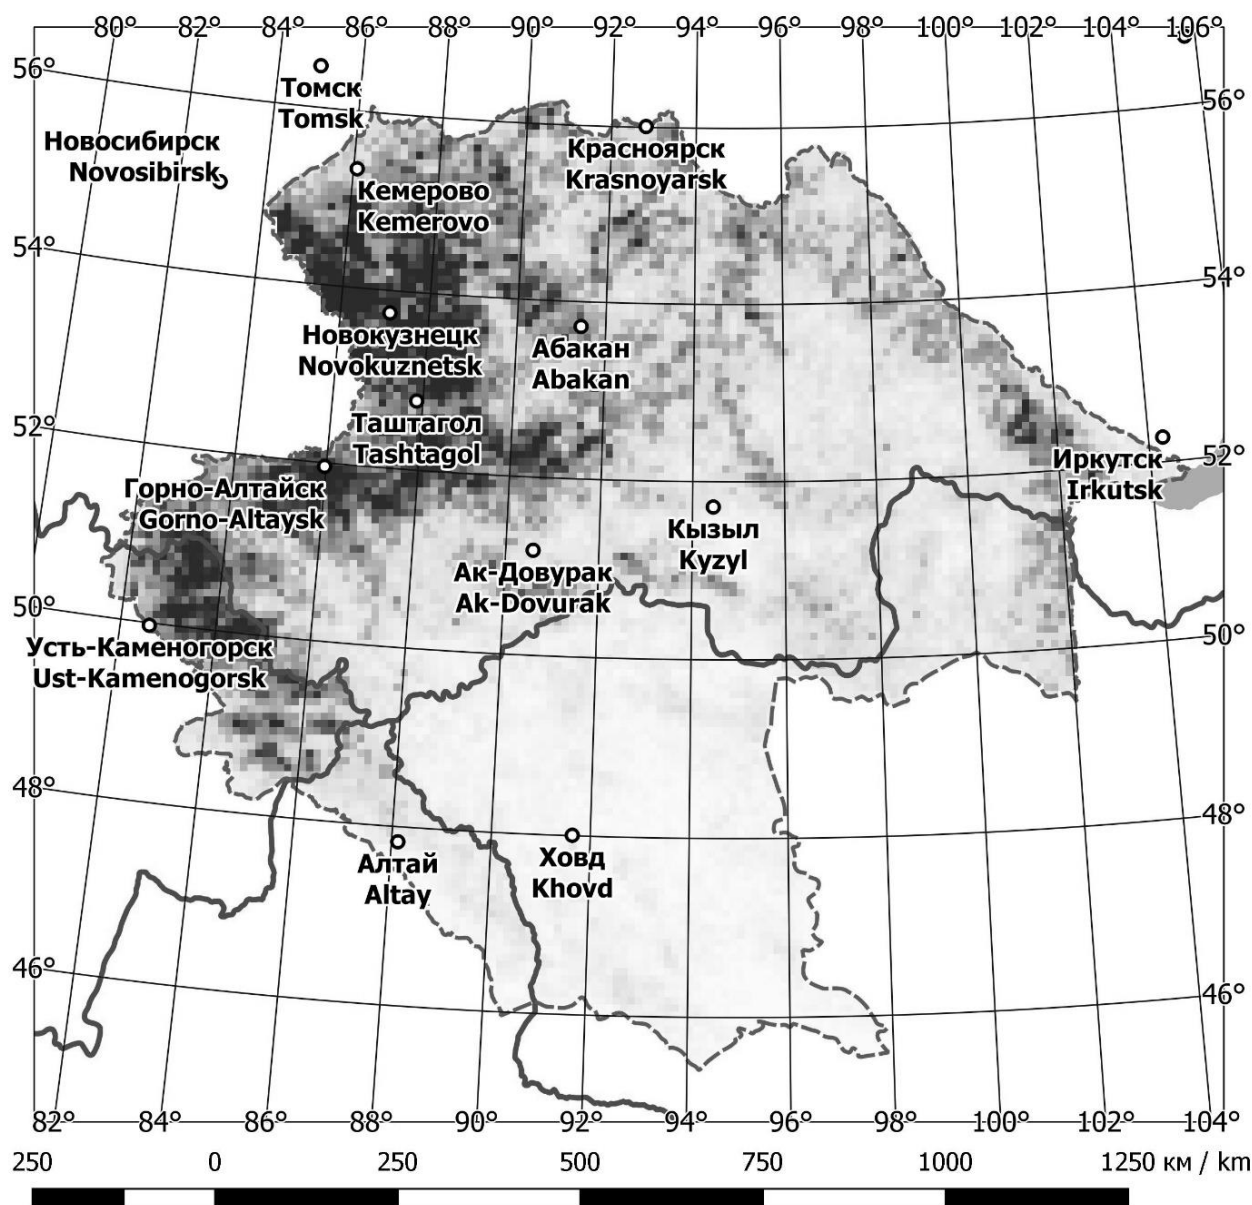 80° 82° 84° 86° 88° 90° 92° 94° 96° 98° 100° 102° 104° 106°
56°
56°
Томск
Tomsk
Новосибирск
Novosibirsk
Красноярск
Krasnoyarsk
Кемерово
Kemerovo
54°
54°
Новокузнецк
Novokuznetsk
Абакан
Abakan
Таштагол
Tashtagol
52°
52°
Иркутск
Irkutsk
Горно-Алтайск
Gorno-Altaysk
Кызыл
Kyzyl
Ак-Довурак
Ak-Dovurak
50°
50°
Усть-Каменогорск
Ust-Kamenogorsk
48°
48°
Алтай
Altay
Ховд
Khovd
46°
46°
82° 84° 86° 88° 90° 92° 94° 96° 98° 100° 102° 104°
250 0 250 500 750 1000 1250 км / km